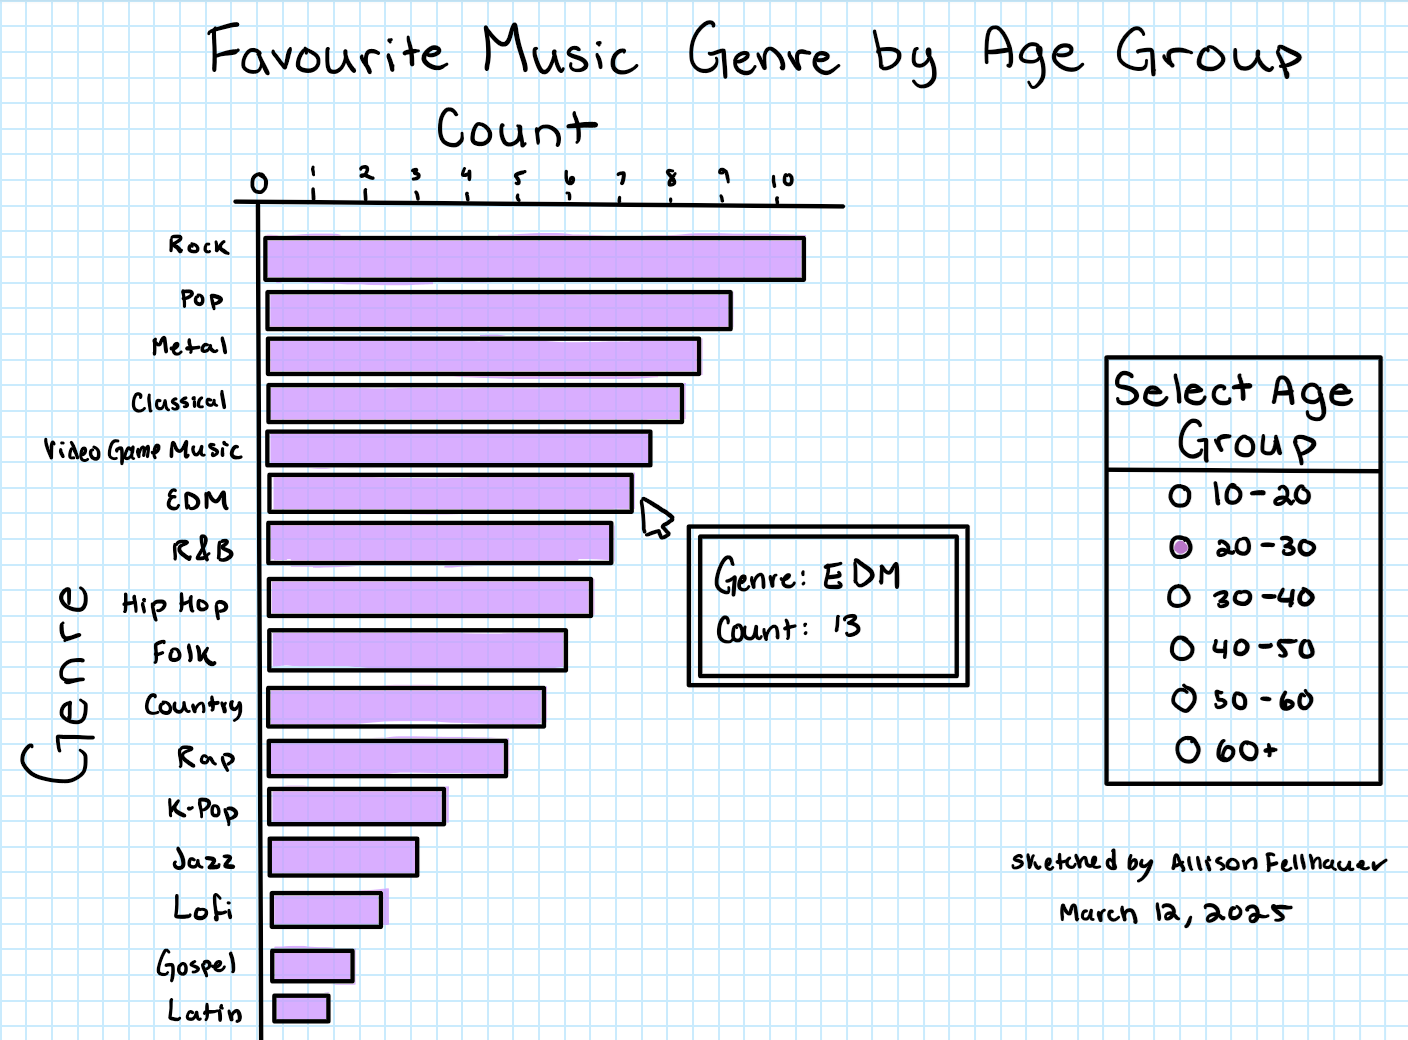 Favourite Music Genre by Age Group
Count
0 1 2 3 4 5 6 7 8 9 10
Genre
Rock
Pop
Metal
Classical
Video Game Music
EDM
R&B
Hip Hop
Folk
Country
Rap
K-Pop
Jazz
Lofi
Gospel
Latin
Genre: EDM
Count: 13
Select Age
Group
10-20
20-30
30-40
40-50
50-60
60+
sketched by Allison Fellhauer
March 12, 2025